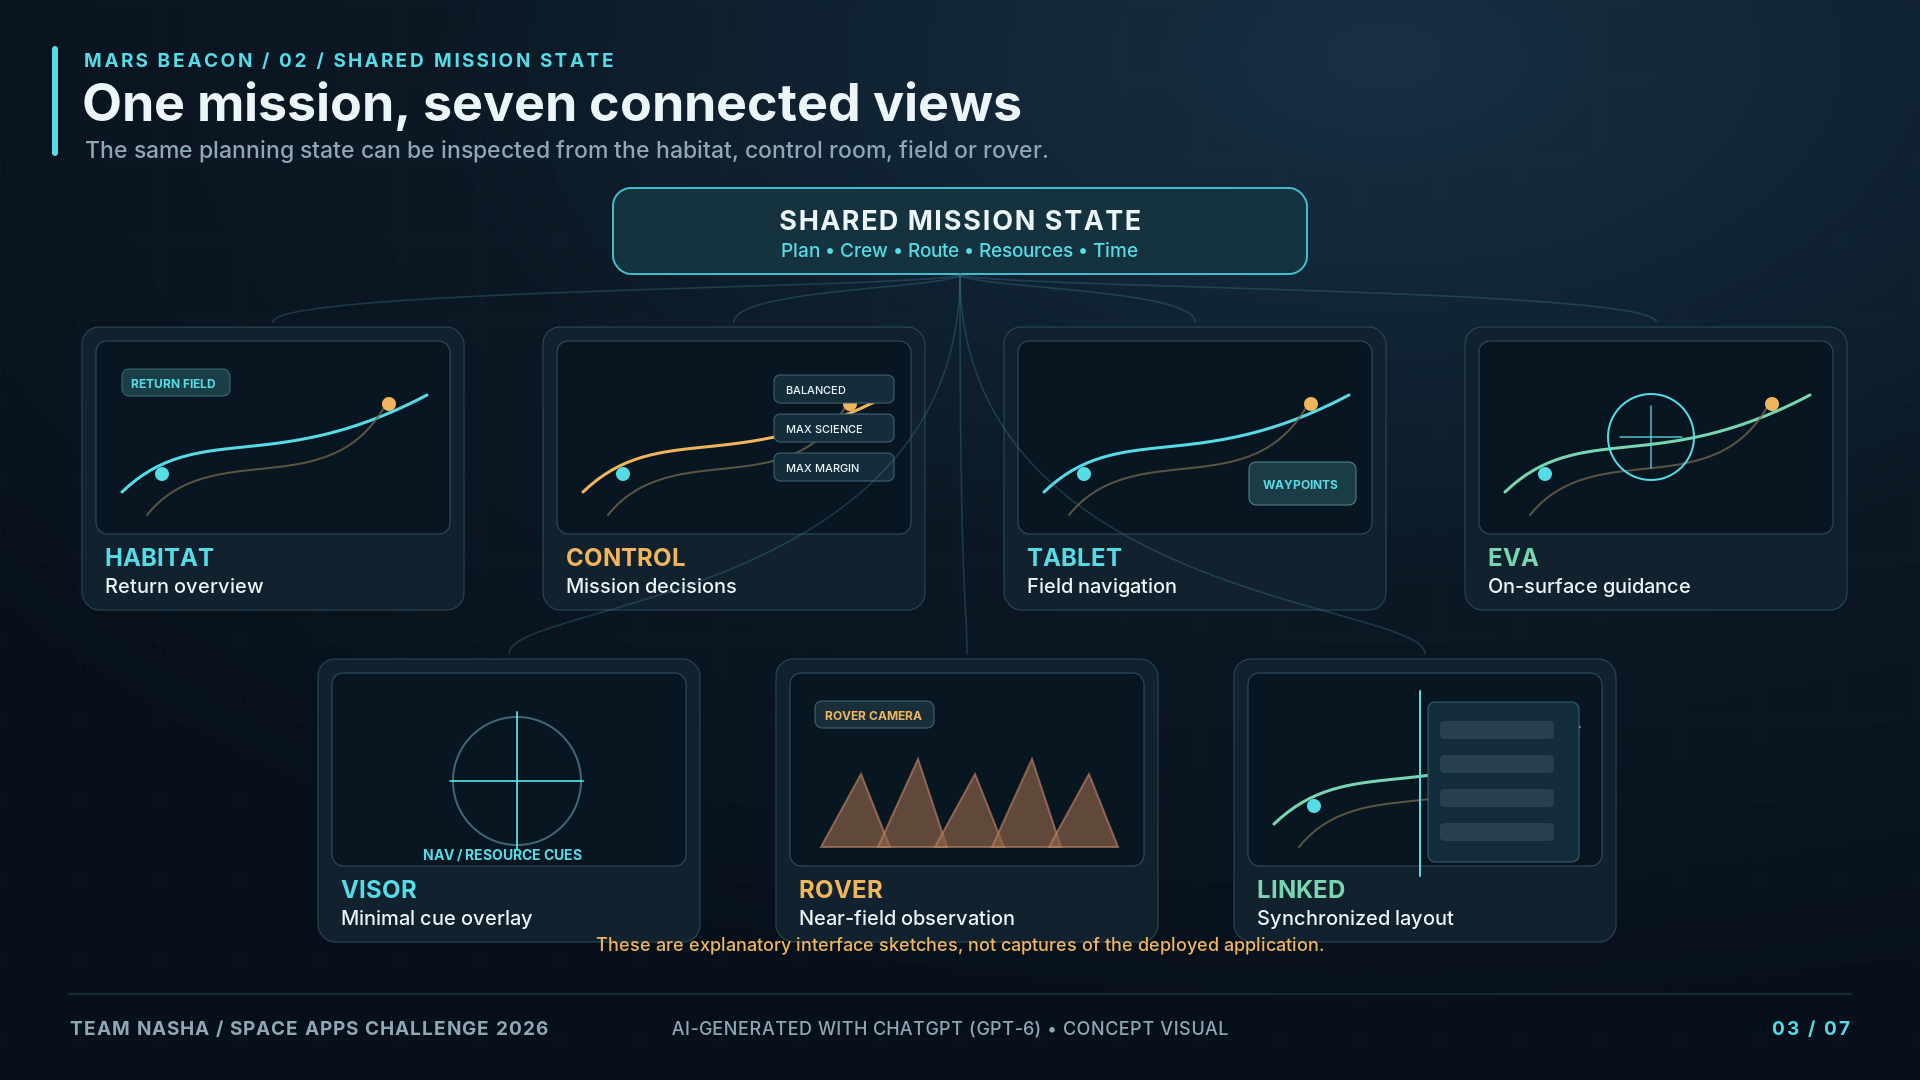 MARS BEACON / 02 / SHARED MISSION STATE
One mission, seven connected views
The same planning state can be inspected from the habitat, control room, field or rover.
SHARED MISSION STATE
Plan • Crew • Route • Resources • Time
RETURN FIELD
HABITAT
Return overview
BALANCED
MAX SCIENCE
MAX MARGIN
CONTROL
Mission decisions
WAYPOINTS
TABLET
Field navigation
EVA
On-surface guidance
NAV / RESOURCE CUES
VISOR
Minimal cue overlay
ROVER CAMERA
ROVER
Near-field observation
LINKED
Synchronized layout
These are explanatory interface sketches, not captures of the deployed application.
TEAM NASHA / SPACE APPS CHALLENGE 2026
AI-GENERATED WITH CHATGPT (GPT-6) • CONCEPT VISUAL
03 / 07